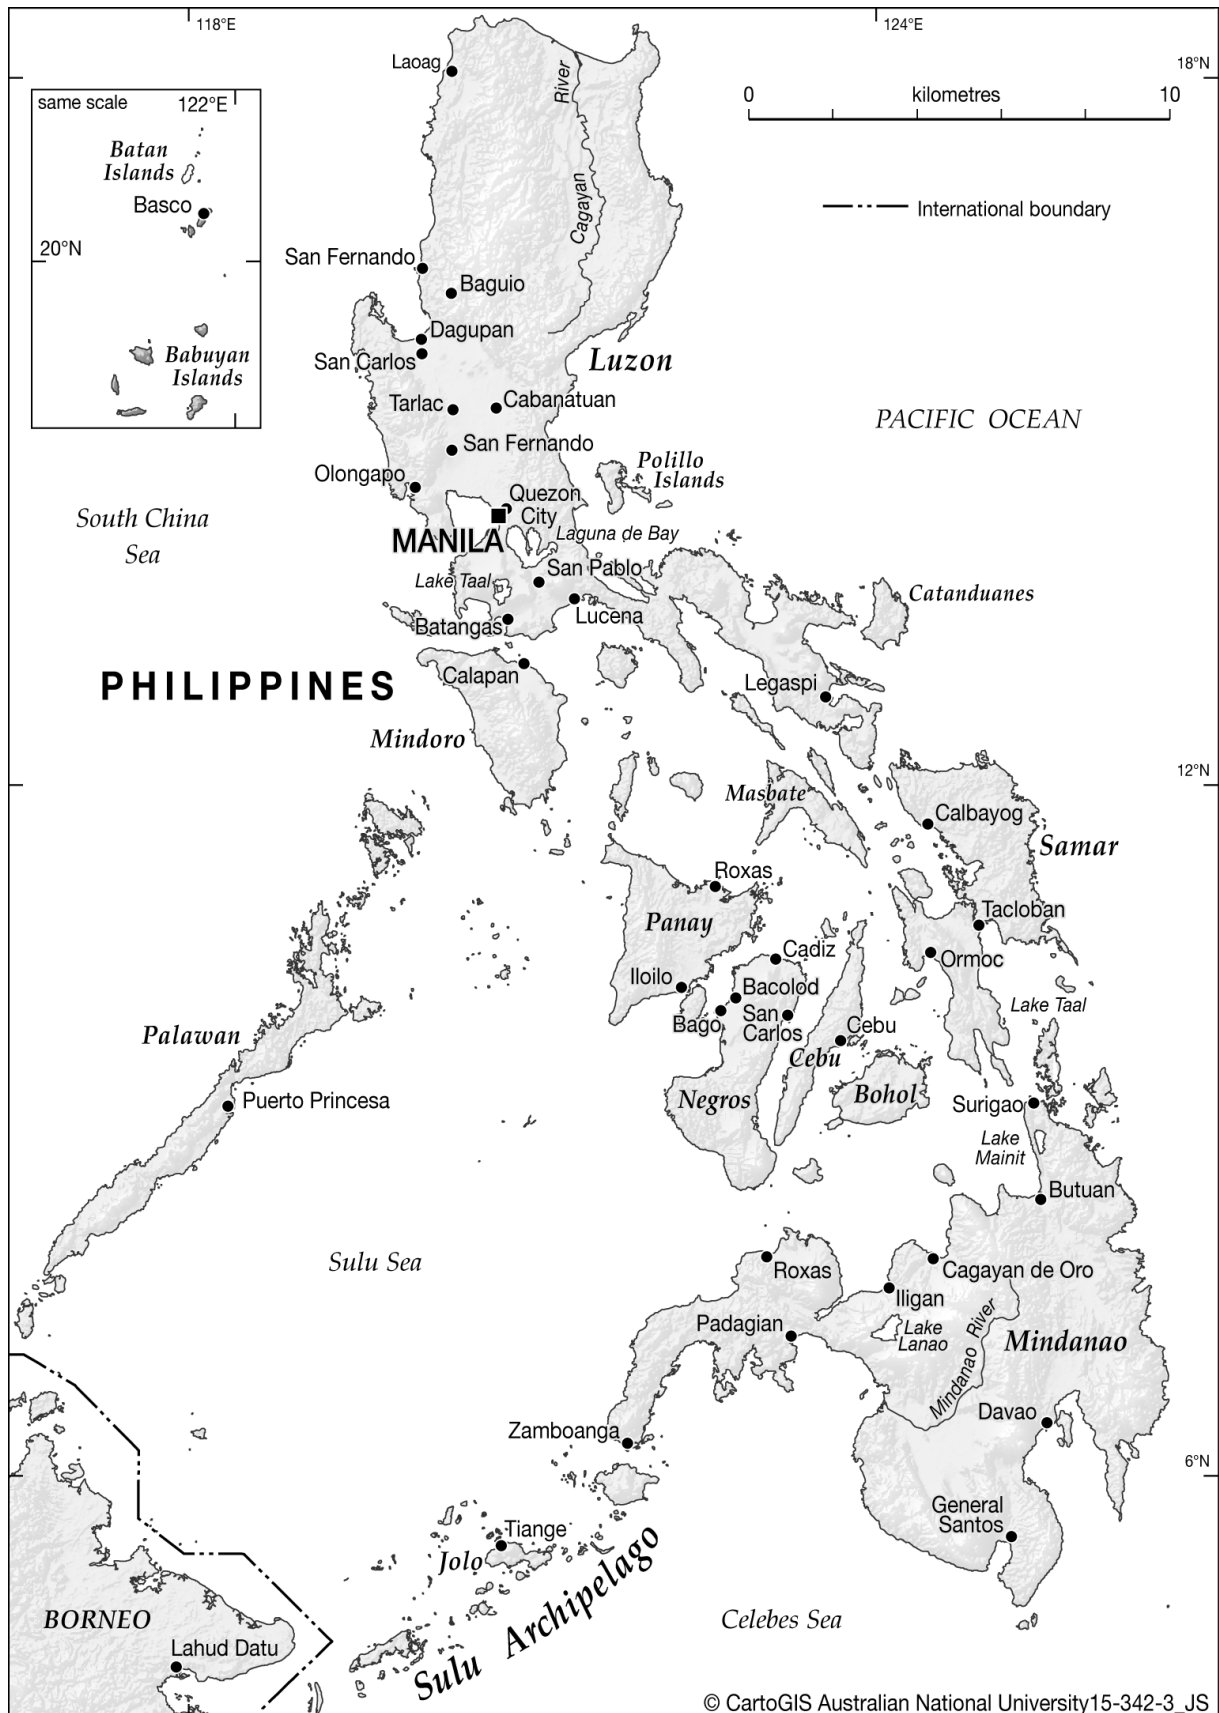 118°E
124°E
18°N
Laoag
River
0 kilometres 10
same scale 122°E
Batan
Islands
Basco
20°N
Babuyan
Islands
Cagayan
International boundary
San Fernando
Baguio
Dagupan
San Carlos
Luzon
Tarlac
Cabanatuan
PACIFIC OCEAN
San Fernando
Polillo
Islands
Olongapo
Quezon
City
South China
Sea
MANILA
Laguna de Bay
San Pablo
Lake Taal
Catanduanes
Lucena
Batangas
Calapan
Legaspi
PHILIPPINES
Mindoro
12°N
Masbate
Calbayog
Samar
Roxas
Panay
Tacloban
Cadiz
Ormoc
Iloilo
Bacolod
Lake Taal
San
Carlos
Bago
Cebu
Palawan
Cebu
Bohol
Negros
Puerto Princesa
Surigao
Lake
Mainit
Butuan
Sulu Sea
Roxas
Cagayan de Oro
Iligan
Padagian
Lake
Lanao
Mindanao River
Mindanao
Davao
Zamboanga
6°N
General
Santos
Tiange
Jolo
Sulu Archipelago
BORNEO
Celebes Sea
Lahud Datu
© CartoGIS Australian National University15-342-3_JS